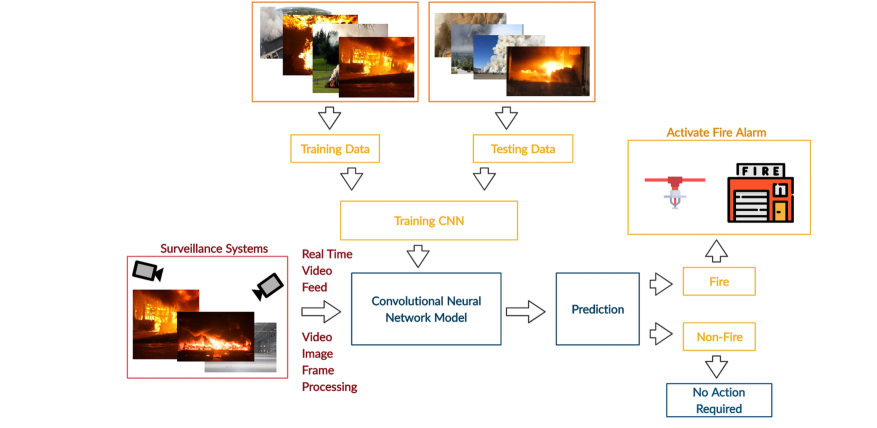 Training Data
Testing Data
Activate Fire Alarm
FIRE
Training CNN
Surveillance Systems
Real Time
Video
Feed
Convolutional Neural
Network Model
Prediction
Fire
Video
Image
Frame
Processing
Non-Fire
No Action
Required